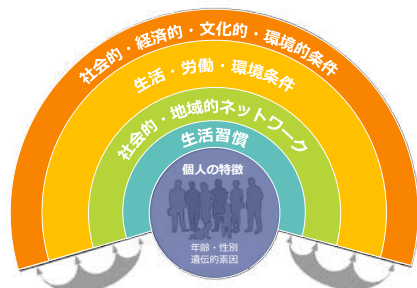 社会的・経済的・文化的・環境的条件
生活・労働・環境条件
社会的・地域的ネットワーク
生活習慣
個人の特徴
年齢・性別
遺伝的素因